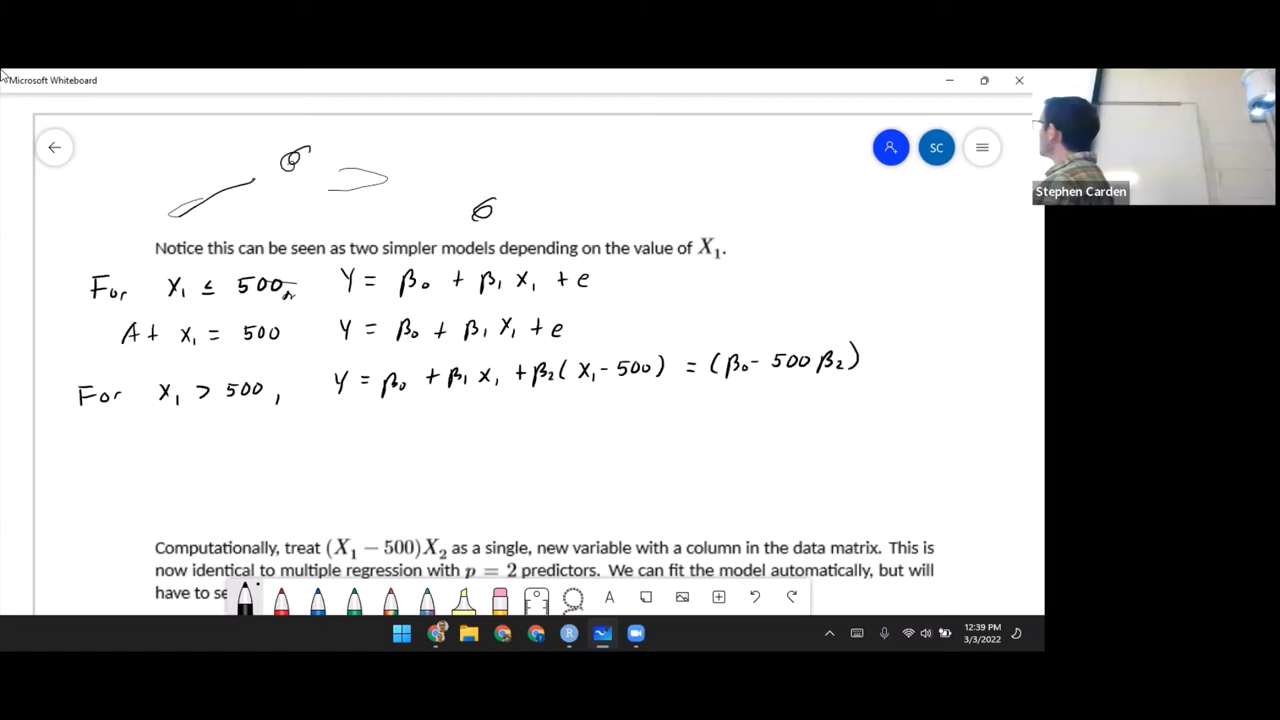 Microsoft Whiteboard
SC
Stephen Carden
σ
σ
Notice this can be seen as two simpler models depending on the value of X₁.
For X₁ ≤ 500, Y = β₀ + β₁ X₁ + e
At X₁ = 500 Y = β₀ + β₁ X₁ + e
For X₁ > 500, Y = β₀ + β₁ X₁ + β₂(X₁ - 500) = (β₀ - 500 β₂)
Computationally, treat (X₁ − 500)X₂ as a single, new variable with a column in the data matrix. This is
now identical to multiple regression with p = 2 predictors. We can fit the model automatically, but will
have to se
A
12:39 PM
3/3/2022